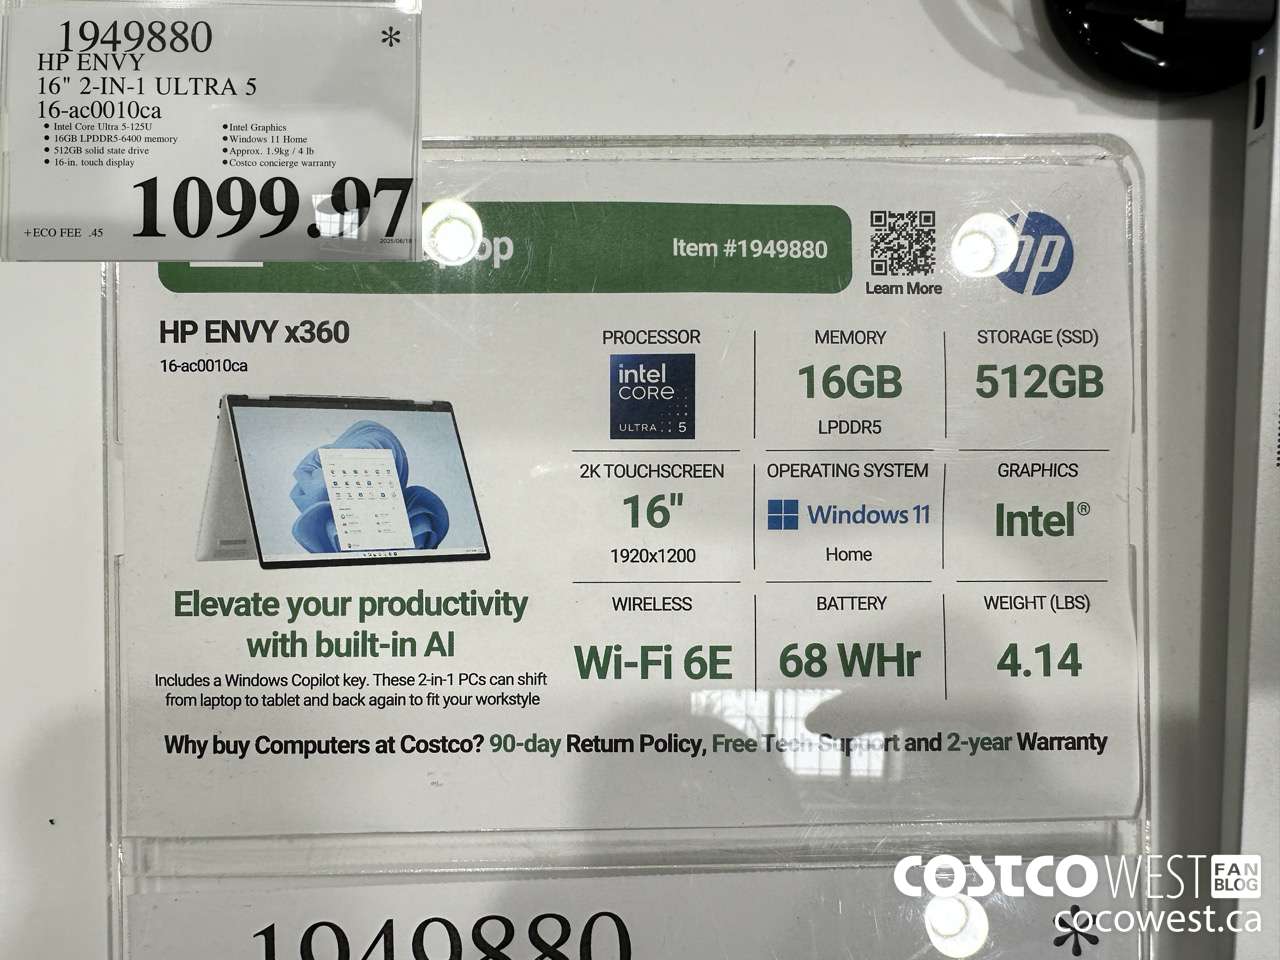 1949880 *
HP ENVY
16" 2-IN-1 ULTRA 5
16-ac0010ca
• Intel Core Ultra 5-125U
• 16GB LPDDR5-6400 memory
• 512GB solid state drive
• 16-in. touch display
• Intel Graphics
• Windows 11 Home
• Approx. 1.9kg / 4 lb
• Costco concierge warranty
1099.97
+ECO FEE .45
2025/06/18
Item #1949880
Learn More
hp
HP ENVY x360
16-ac0010ca
PROCESSOR
intel
CORE
ULTRA 5
MEMORY
16GB
LPDDR5
STORAGE (SSD)
512GB
2K TOUCHSCREEN
16"
1920x1200
OPERATING SYSTEM
Windows 11
Home
GRAPHICS
Intel®
WIRELESS
Wi-Fi 6E
BATTERY
68 WHr
WEIGHT (LBS)
4.14
Elevate your productivity
with built-in AI
Includes a Windows Copilot key. These 2-in-1 PCs can shift
from laptop to tablet and back again to fit your workstyle
Why buy Computers at Costco? 90-day Return Policy, Free Tech Support and 2-year Warranty
1949880 *
COSTCO WEST FAN BLOG
cocowest.ca